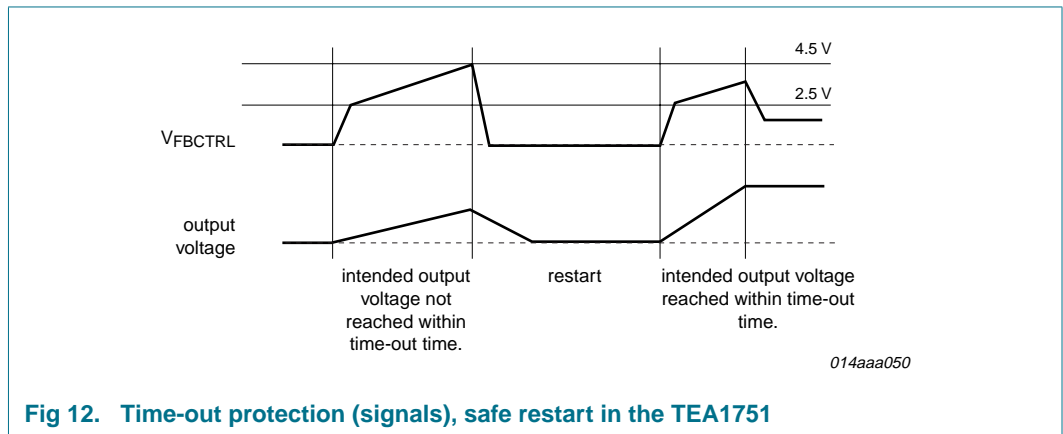 4.5 V
2.5 V
VFBCTRL
output
voltage
intended output
voltage not
reached within
time-out time.
restart
intended output voltage
reached within time-out
time.
014aaa050
Fig 12. Time-out protection (signals), safe restart in the TEA1751